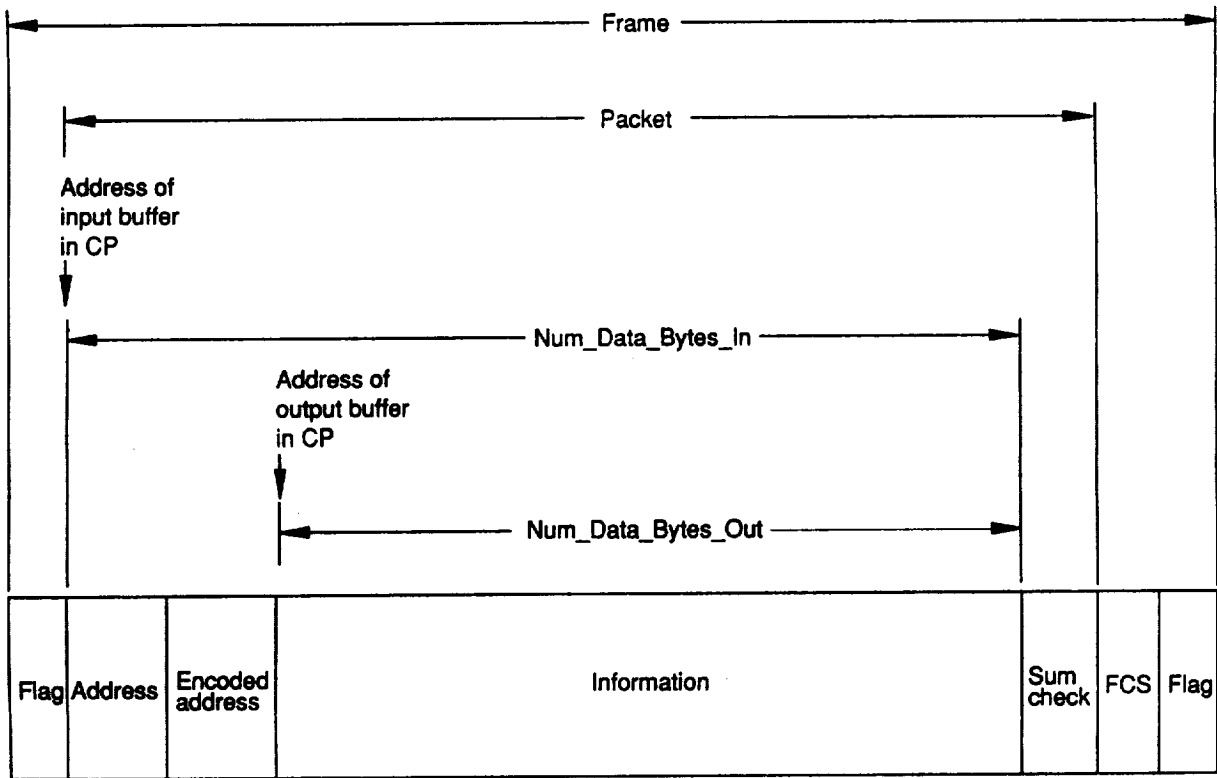 Frame
Packet
Address of
input buffer
in CP
Num_Data_Bytes_In
Address of
output buffer
in CP
Num_Data_Bytes_Out
Flag
Address
Encoded
address
Information
Sum
check
FCS
Flag